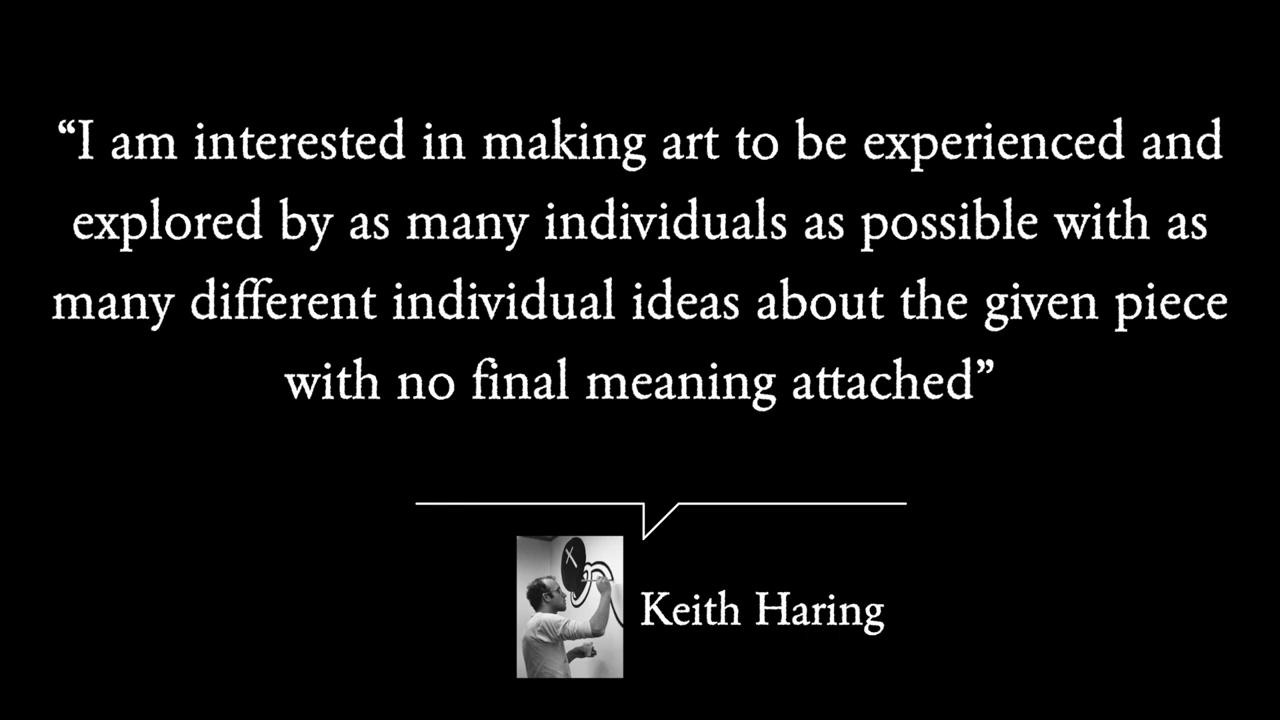 “I am interested in making art to be experienced and
explored by as many individuals as possible with as
many different individual ideas about the given piece
with no final meaning attached”
Keith Haring